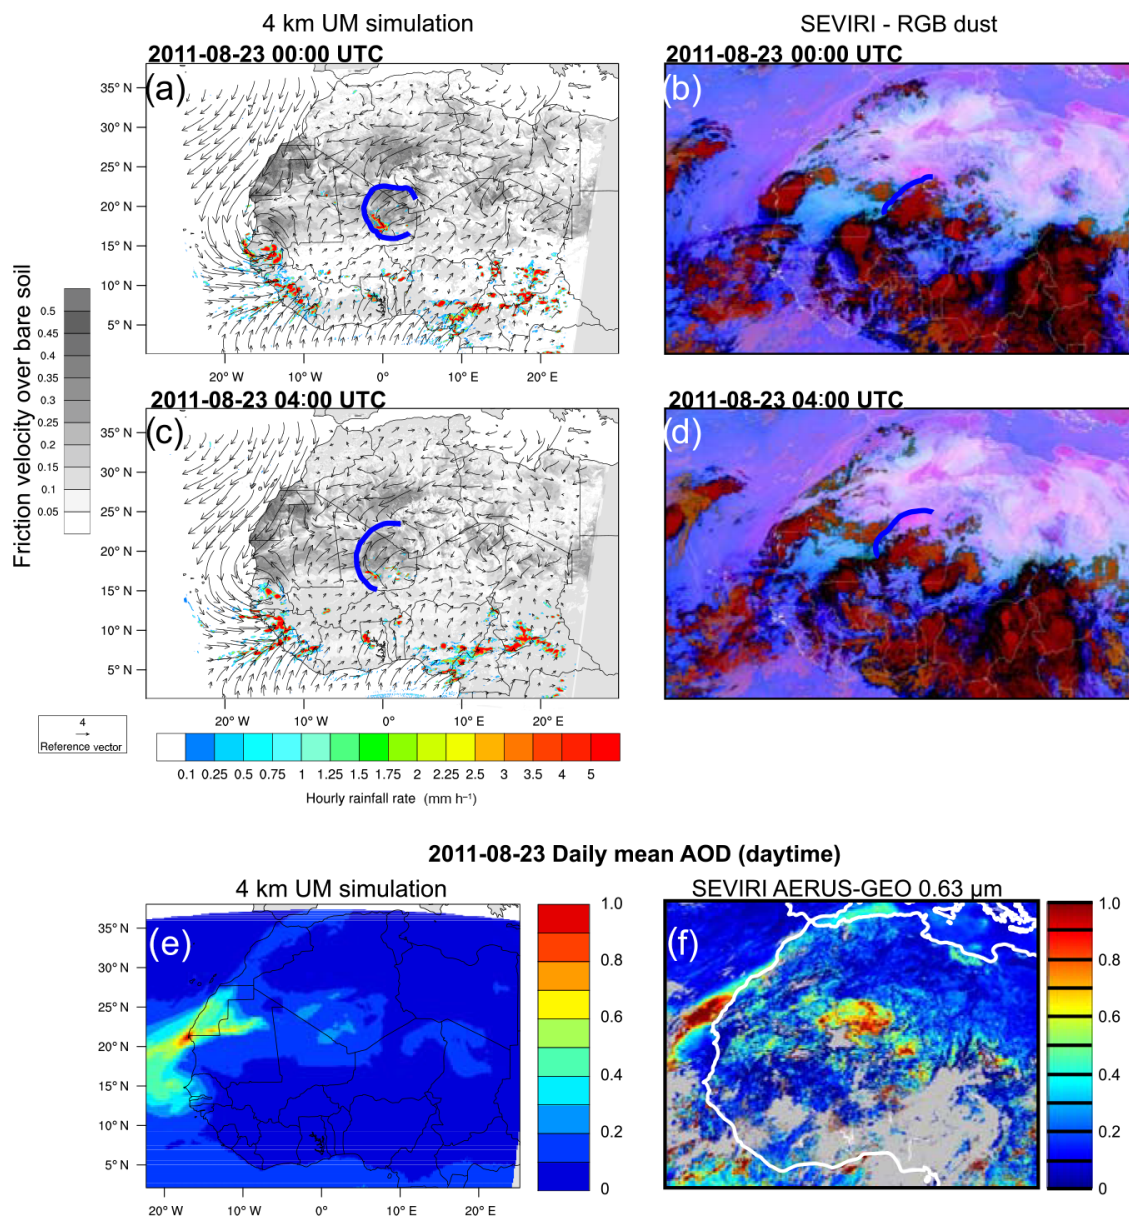 4 km UM simulation
SEVIRI - RGB dust
2011-08-23 00:00 UTC
2011-08-23 00:00 UTC
(a)
(b)
35° N
30° N
25° N
20° N
15° N
10° N
5° N
20° W
10° W
0°
10° E
20° E
Friction velocity over bare soil
0.5
0.45
0.4
0.35
0.3
0.25
0.2
0.15
0.1
0.05
2011-08-23 04:00 UTC
2011-08-23 04:00 UTC
(c)
(d)
35° N
30° N
25° N
20° N
15° N
10° N
5° N
20° W
10° W
0°
10° E
20° E
4
Reference vector
0.1 0.25 0.5 0.75 1 1.25 1.5 1.75 2 2.25 2.5 3 3.5 4 5
Hourly rainfall rate (mm h⁻¹)
2011-08-23 Daily mean AOD (daytime)
4 km UM simulation
SEVIRI AERUS-GEO 0.63 µm
(e)
(f)
35° N
30° N
25° N
20° N
15° N
10° N
5° N
20° W
10° W
0°
10° E
20° E
1.0
0.8
0.6
0.4
0.2
0
1.0
0.8
0.6
0.4
0.2
0